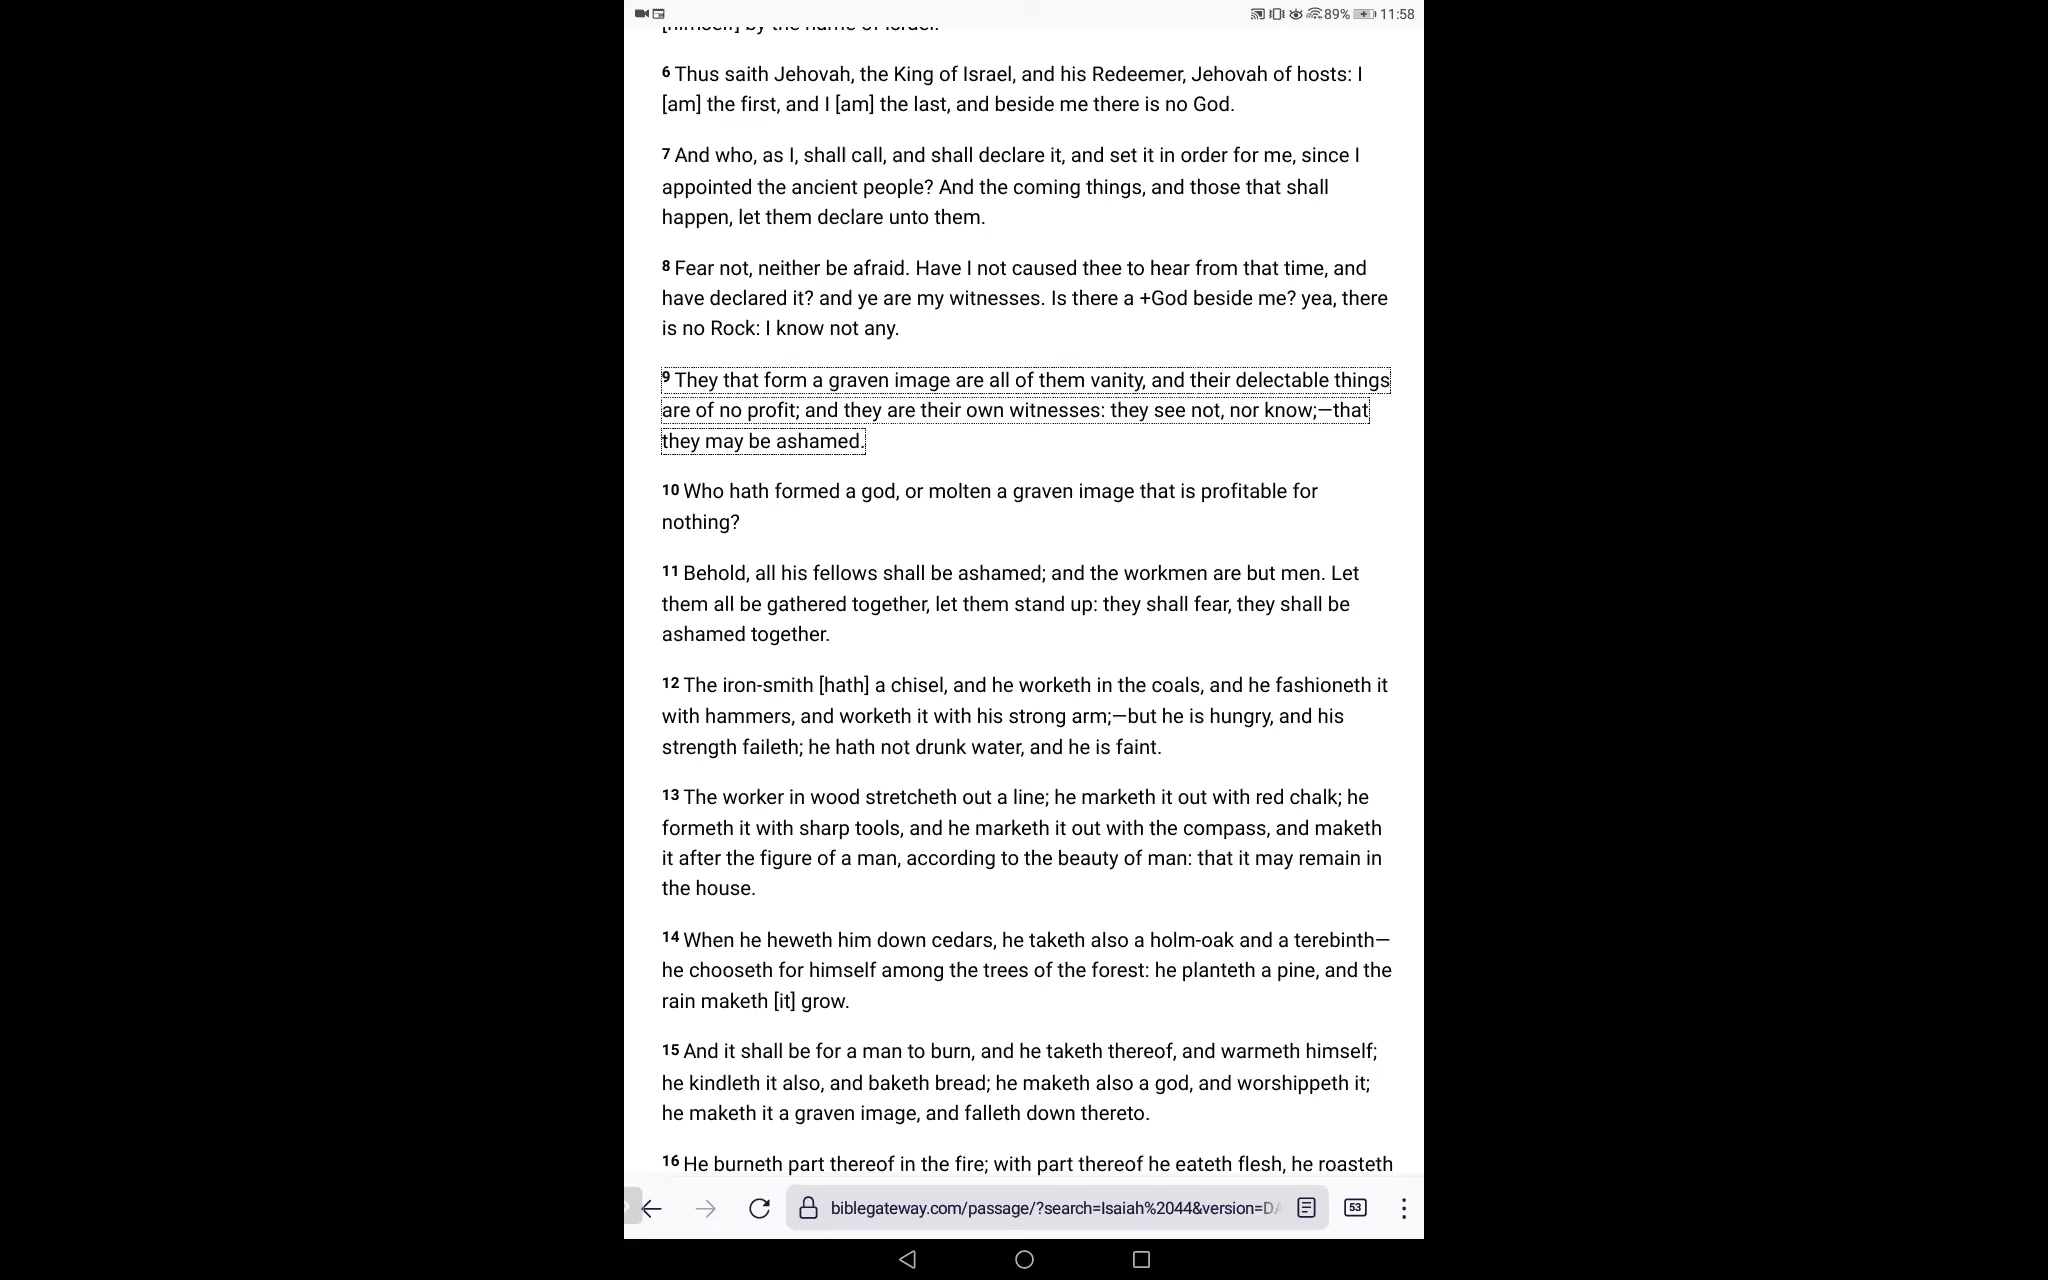 89% 11:58
[himself] by the name of Israel.
6 Thus saith Jehovah, the King of Israel, and his Redeemer, Jehovah of hosts: I
[am] the first, and I [am] the last, and beside me there is no God.
7 And who, as I, shall call, and shall declare it, and set it in order for me, since I
appointed the ancient people? And the coming things, and those that shall
happen, let them declare unto them.
8 Fear not, neither be afraid. Have I not caused thee to hear from that time, and
have declared it? and ye are my witnesses. Is there a +God beside me? yea, there
is no Rock: I know not any.
9 They that form a graven image are all of them vanity, and their delectable things
are of no profit; and they are their own witnesses: they see not, nor know;—that
they may be ashamed.
10 Who hath formed a god, or molten a graven image that is profitable for
nothing?
11 Behold, all his fellows shall be ashamed; and the workmen are but men. Let
them all be gathered together, let them stand up: they shall fear, they shall be
ashamed together.
12 The iron-smith [hath] a chisel, and he worketh in the coals, and he fashioneth it
with hammers, and worketh it with his strong arm;—but he is hungry, and his
strength faileth; he hath not drunk water, and he is faint.
13 The worker in wood stretcheth out a line; he marketh it out with red chalk; he
formeth it with sharp tools, and he marketh it out with the compass, and maketh
it after the figure of a man, according to the beauty of man: that it may remain in
the house.
14 When he heweth him down cedars, he taketh also a holm-oak and a terebinth—
he chooseth for himself among the trees of the forest: he planteth a pine, and the
rain maketh [it] grow.
15 And it shall be for a man to burn, and he taketh thereof, and warmeth himself;
he kindleth it also, and baketh bread; he maketh also a god, and worshippeth it;
he maketh it a graven image, and falleth down thereto.
16 He burneth part thereof in the fire; with part thereof he eateth flesh, he roasteth
biblegateway.com/passage/?search=Isaiah%2044&version=DA 53